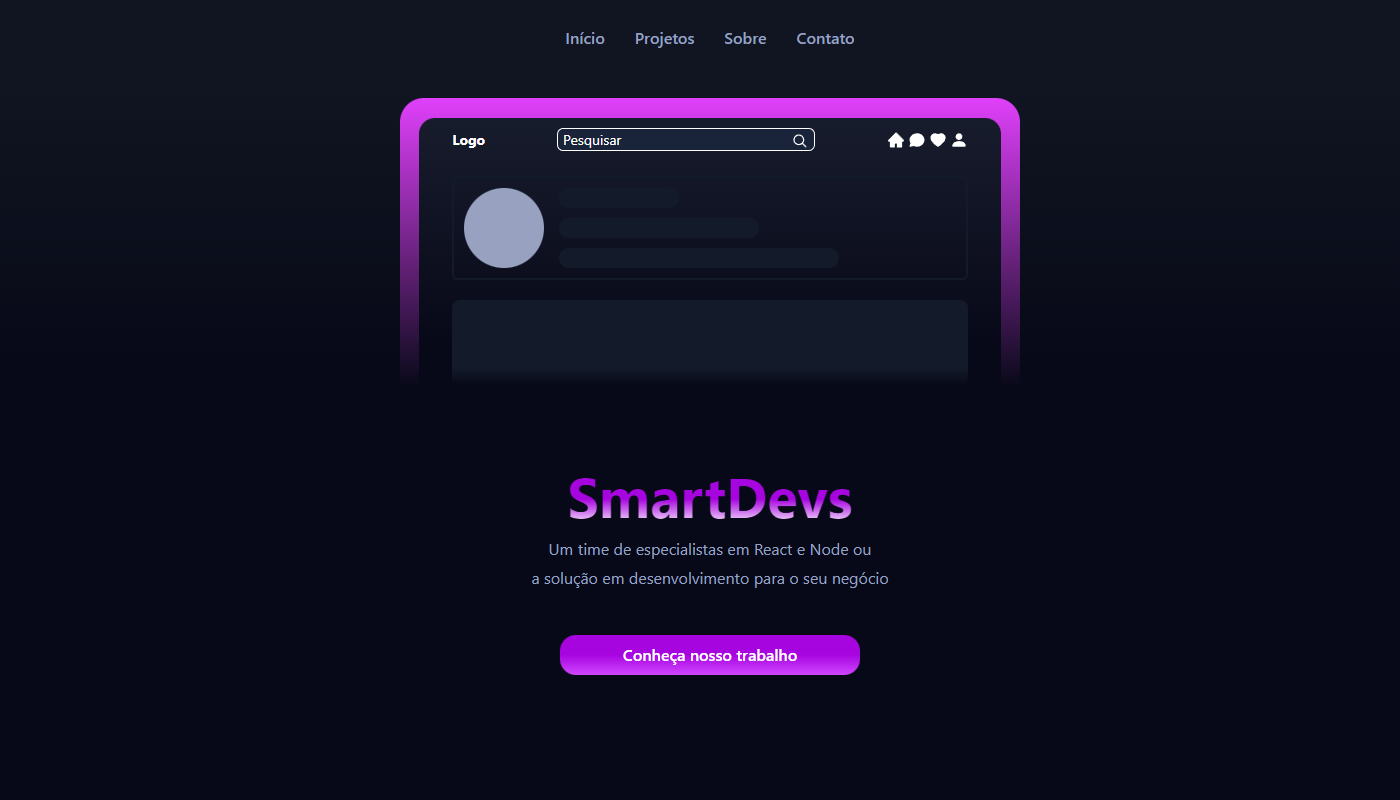 Início Projetos Sobre Contato
Logo Pesquisar
SmartDevs
Um time de especialistas em React e Node ou
a solução em desenvolvimento para o seu negócio
Conheça nosso trabalho